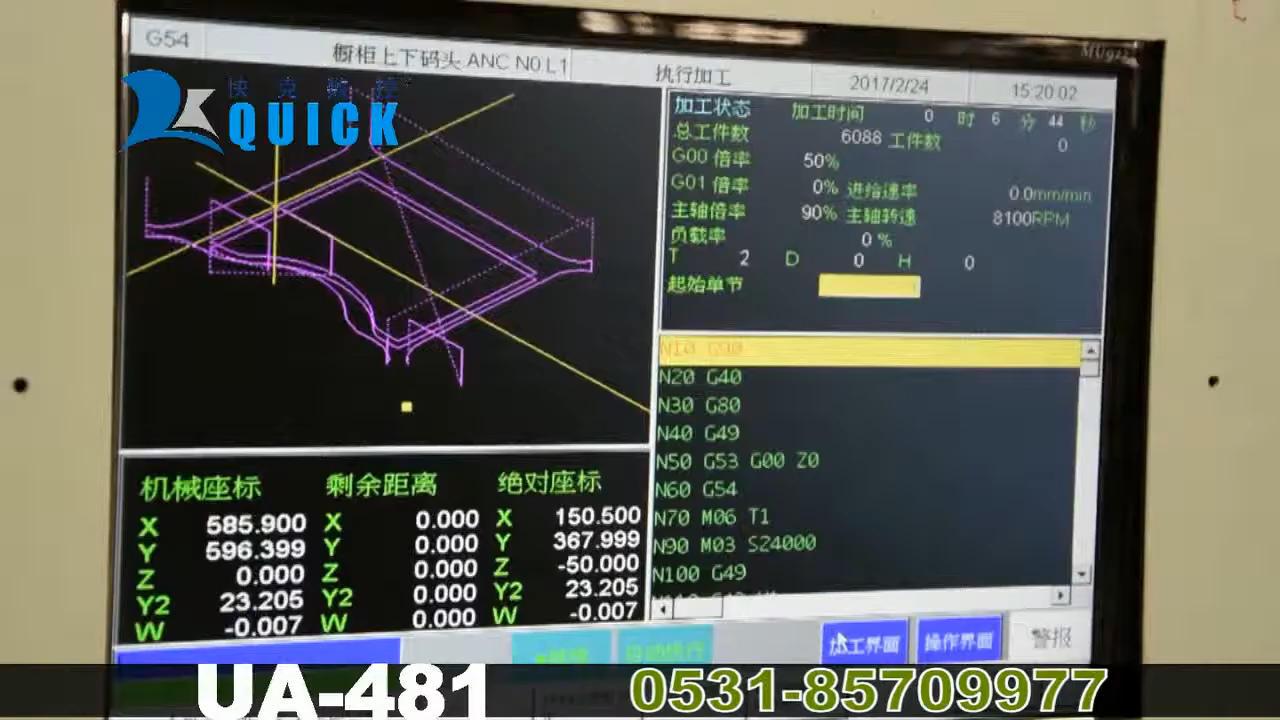 G54
橱柜上下码头.ANC N0 L1
执行加工
2017/2/24
15:20:02
快克数控
QUICK
加工状态 加工时间 0 时 6 分 44 秒
总工件数 6088 工件数 0
G00 倍率 50%
G01 倍率 0% 进给速率 0.0mm/min
主轴倍率 90% 主轴转速 8100RPM
负载率 0 %
T 2 D 0 H 0
起始单节
N10 G90
N20 G40
N30 G80
N40 G49
N50 G53 G00 Z0
N60 G54
N70 M06 T1
N90 M03 S24000
N100 G49
机械座标 剩余距离 绝对座标
X 585.900 X 0.000 X 150.500
Y 596.399 Y 0.000 Y 367.999
Z 0.000 Z 0.000 Z -50.000
Y2 23.205 Y2 0.000 Y2 23.205
W -0.007 W 0.000 W -0.007
加工界面 操作界面 警报
UA-481 0531-85709977